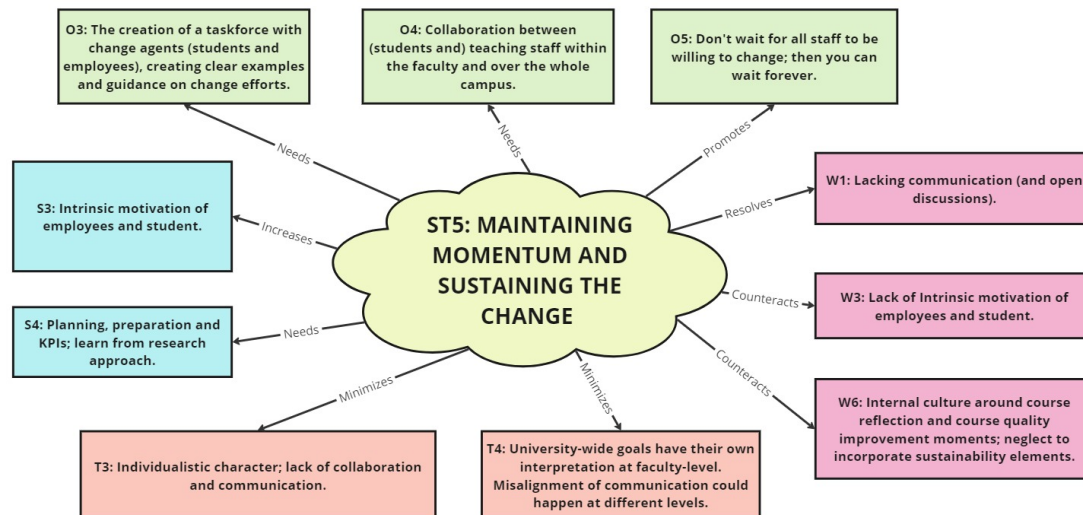 O3: The creation of a taskforce with
change agents (students and
employees), creating clear examples
and guidance on change efforts.
O4: Collaboration between
(students and) teaching staff within
the faculty and over the whole
campus.
O5: Don't wait for all staff to be
willing to change; then you can
wait forever.
Needs
Needs
Promotes
S3: Intrinsic motivation of
employees and student.
Increases
ST5: MAINTAINING
MOMENTUM AND
SUSTAINING THE
CHANGE
Resolves
W1: Lacking communication (and open
discussions).
S4: Planning, preparation and
KPIs; learn from research
approach.
Needs
Counteracts
W3: Lack of Intrinsic motivation of
employees and student.
Minimizes
Minimizes
Counteracts
W6: Internal culture around course
reflection and course quality
improvement moments; neglect to
incorporate sustainability elements.
T3: Individualistic character; lack of collaboration
and communication.
T4: University-wide goals have their own
interpretation at faculty-level.
Misalignment of communication could
happen at different levels.